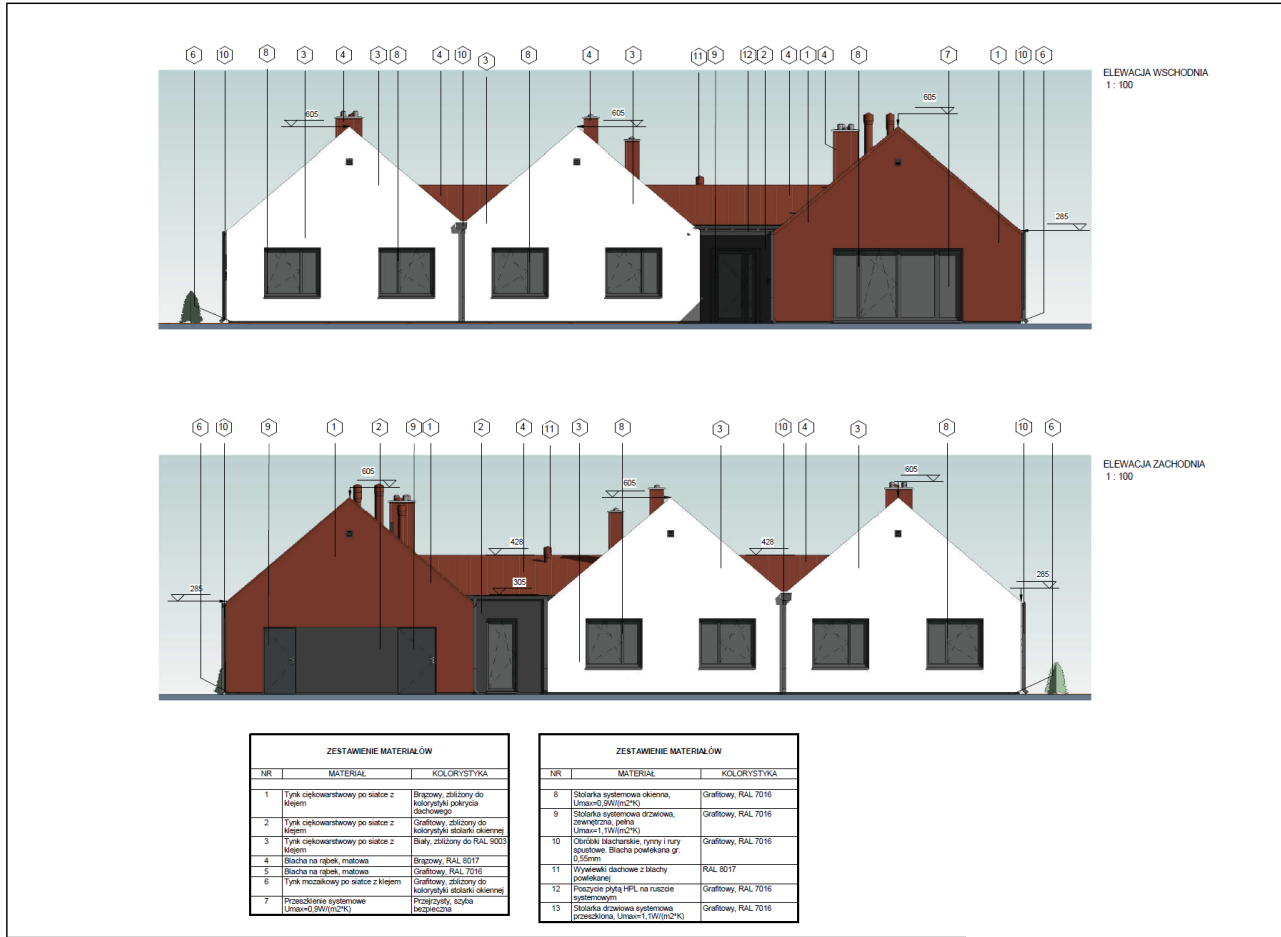 6 10 8 3 4 3 8 4 10 3 8 4 3 11 9 12 2 4 1 4 8 7 1 10 6
ELEWACJA WSCHODNIA
1 : 100
605 605 605
285
6 10 9 1 2 9 1 2 4 11 3 8 3 10 4 3 8 10 6
ELEWACJA ZACHODNIA
1 : 100
605 605 605
428 428
285 305 285
ZESTAWIENIE MATERIAŁÓW
NR MATERIAŁ KOLORYSTYKA
1 Tynk ciękowarstwowy po siatce z Brązowy, zbliżony do
klejem kolorystyki pokrycia
dachowego
2 Tynk ciękowarstwowy po siatce z Grafitowy, zbliżony do
klejem kolorystyki stolarki okiennej
3 Tynk ciękowarstwowy po siatce z Biały, zbliżony do RAL 9003
klejem
4 Blacha na rąbek, matowa Brązowy, RAL 8017
5 Blacha na rąbek, matowa Grafitowy, RAL 7016
6 Tynk mozaikowy po siatce z klejem Grafitowy, zbliżony do
kolorystyki stolarki okiennej
7 Przeszklenie systemowe Przejrzysty, szyba
Umax=0,9W/(m2*K) bezpieczna
ZESTAWIENIE MATERIAŁÓW
NR MATERIAŁ KOLORYSTYKA
8 Stolarka systemowa okienna, Grafitowy, RAL 7016
Umax=0,9W/(m2*K)
9 Stolarka systemowa drzwiowa, Grafitowy, RAL 7016
zewnętrzna, pełna
Umax=1,1W/(m2*K)
10 Obróbki blacharskie, rynny i rury Grafitowy, RAL 7016
spustowe. Blacha powlekana gr.
0,55mm
11 Wywiewki dachowe z blachy RAL 8017
powlekanej
12 Poszycie płytą HPL na ruszcie Grafitowy, RAL 7016
systemowym
13 Stolarka drzwiowa systemowa Grafitowy, RAL 7016
przeszklona, Umax=1,1W/(m2*K)